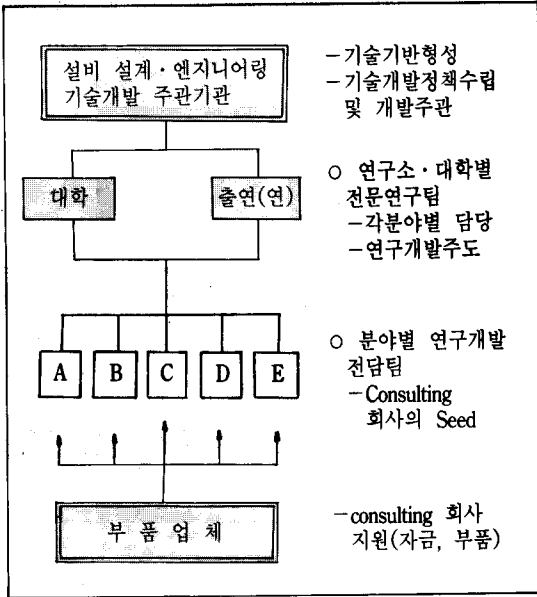 설비 설계·엔지니어링
기술개발 주관기관
-기술기반형성
-기술개발정책수립
및 개발주관
대학
출연(연)
○ 연구소·대학별
전문연구팀
-각분야별 담당
-연구개발주도
A B C D E
○ 분야별 연구개발
전담팀
-Consulting
회사의 Seed
부품업체
-consulting 회사
지원(자금, 부품)